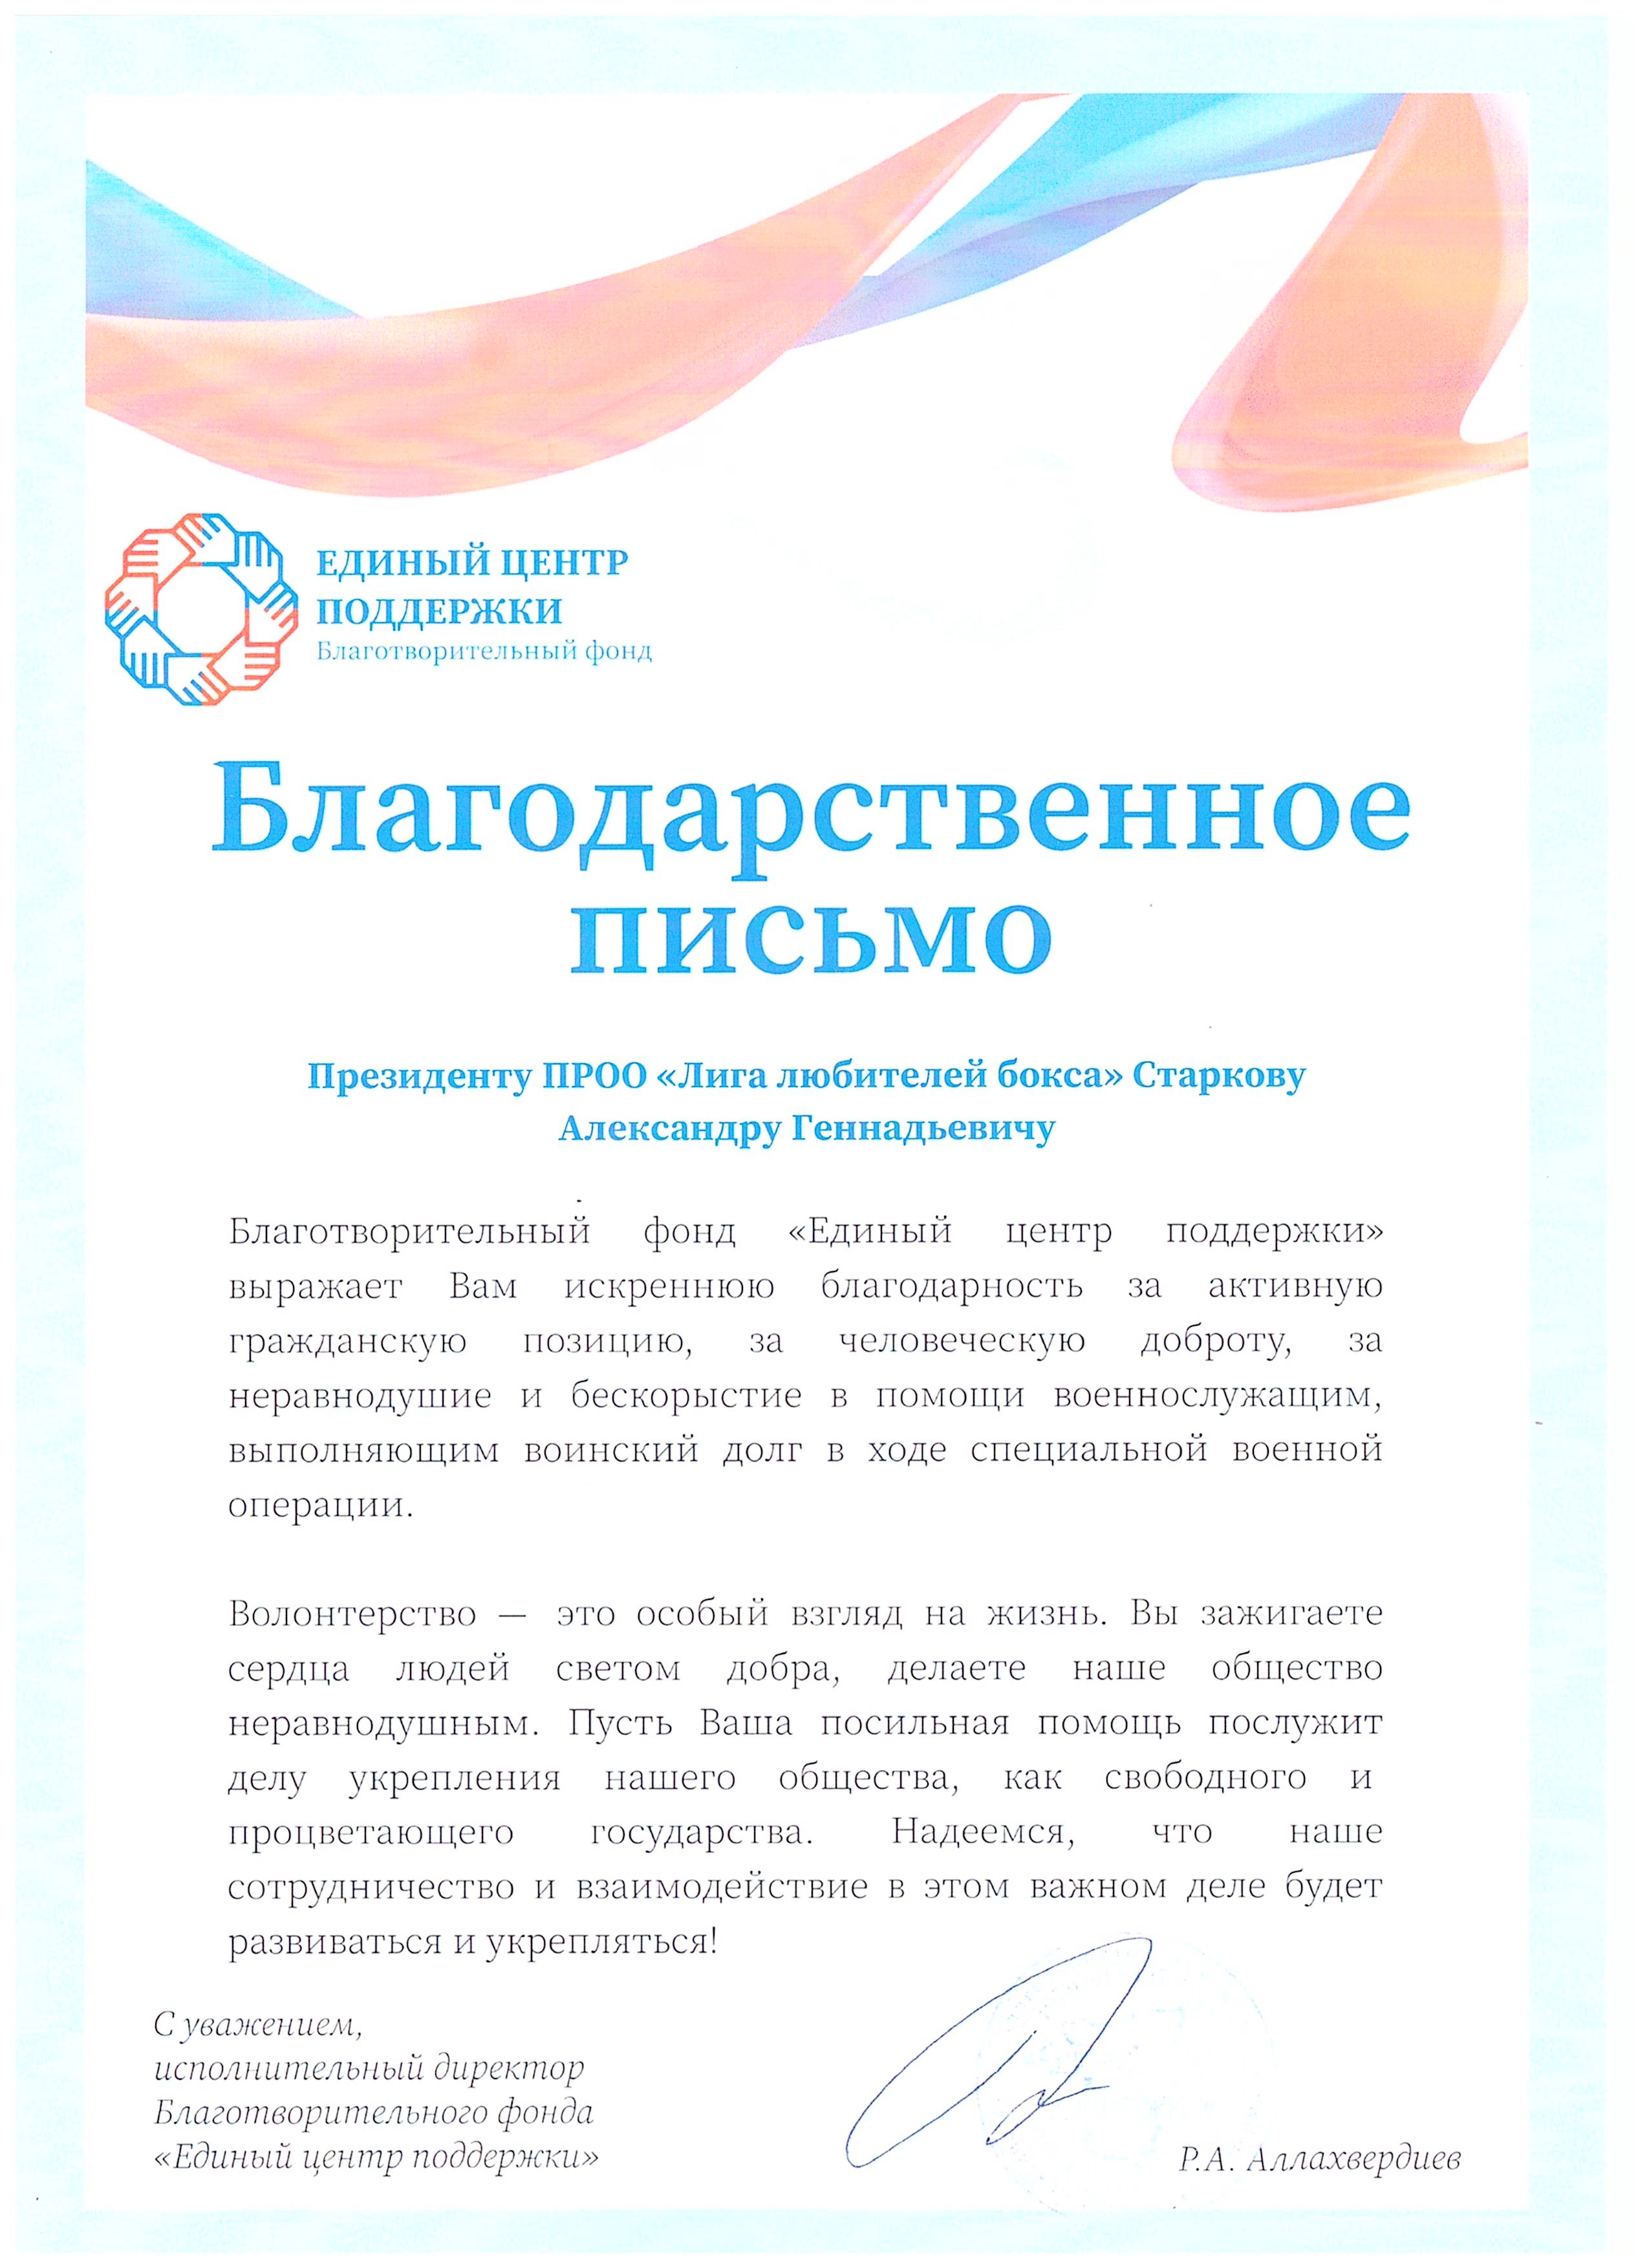 ЕДИНЫЙ ЦЕНТР
ПОДДЕРЖКИ
Благотворительный фонд
Благодарственное
письмо
Президенту ПРОО «Лига любителей бокса» Старкову
Александру Геннадьевичу
Благотворительный фонд «Единый центр поддержки»
выражает Вам искреннюю благодарность за активную
гражданскую позицию, за человеческую доброту, за
неравнодушие и бескорыстие в помощи военнослужащим,
выполняющим воинский долг в ходе специальной военной
операции.
Волонтерство — это особый взгляд на жизнь. Вы зажигаете
сердца людей светом добра, делаете наше общество
неравнодушным. Пусть Ваша посильная помощь послужит
делу укрепления нашего общества, как свободного и
процветающего государства. Надеемся, что наше
сотрудничество и взаимодействие в этом важном деле будет
развиваться и укрепляться!
С уважением,
исполнительный директор
Благотворительного фонда
«Единый центр поддержки»
Р.А. Аллахвердиев